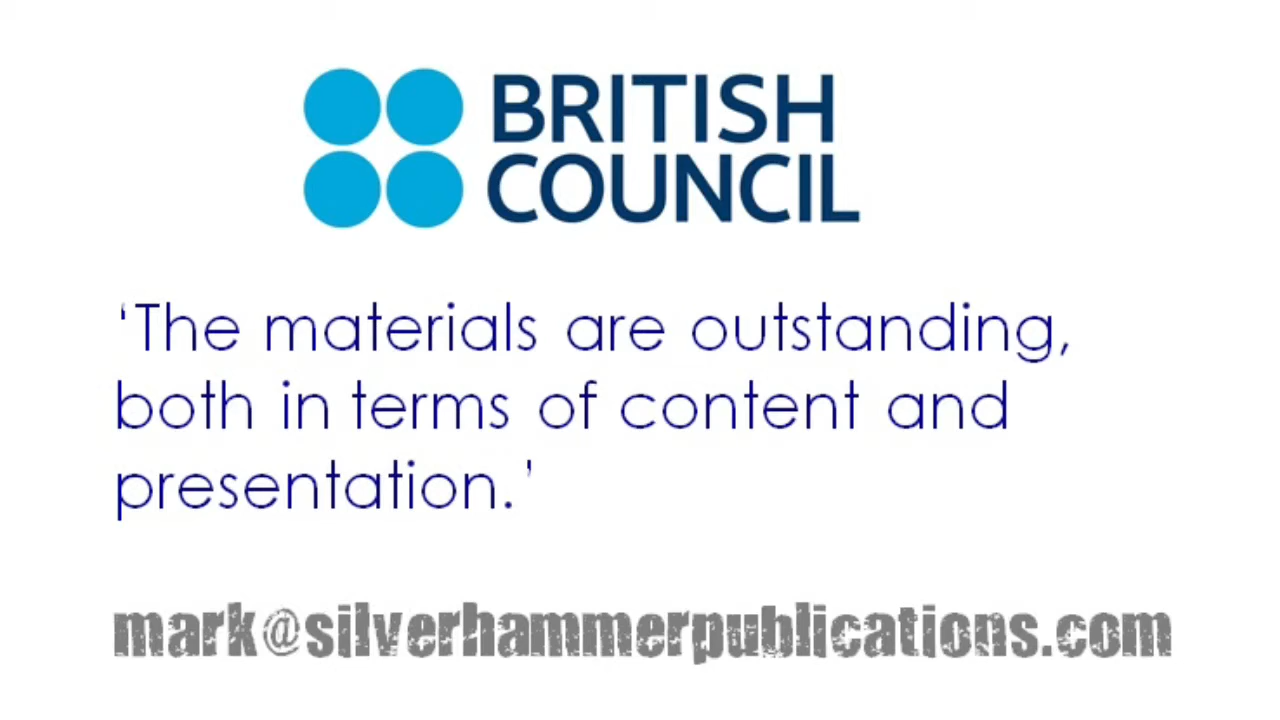 BRITISH
COUNCIL
‘The materials are outstanding,
both in terms of content and
presentation.’
mark@silverhammerpublications.com